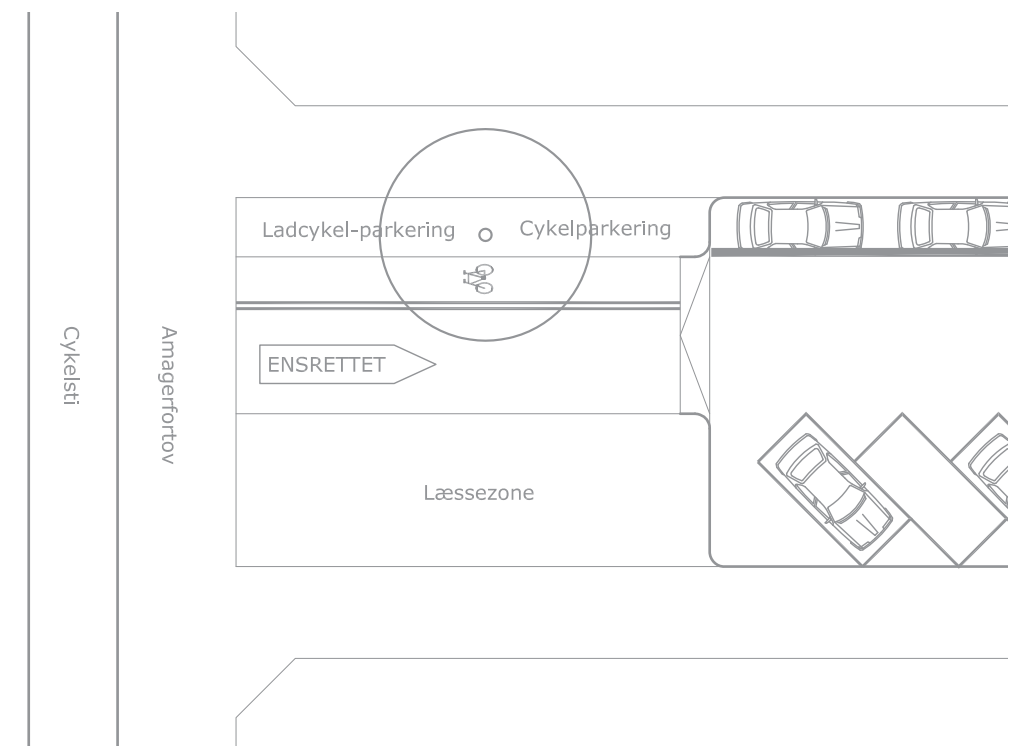 Ladcykel-parkering
Cykelparkering
Cykelsti
Amagerfortov
ENSRETTET
Læssezone